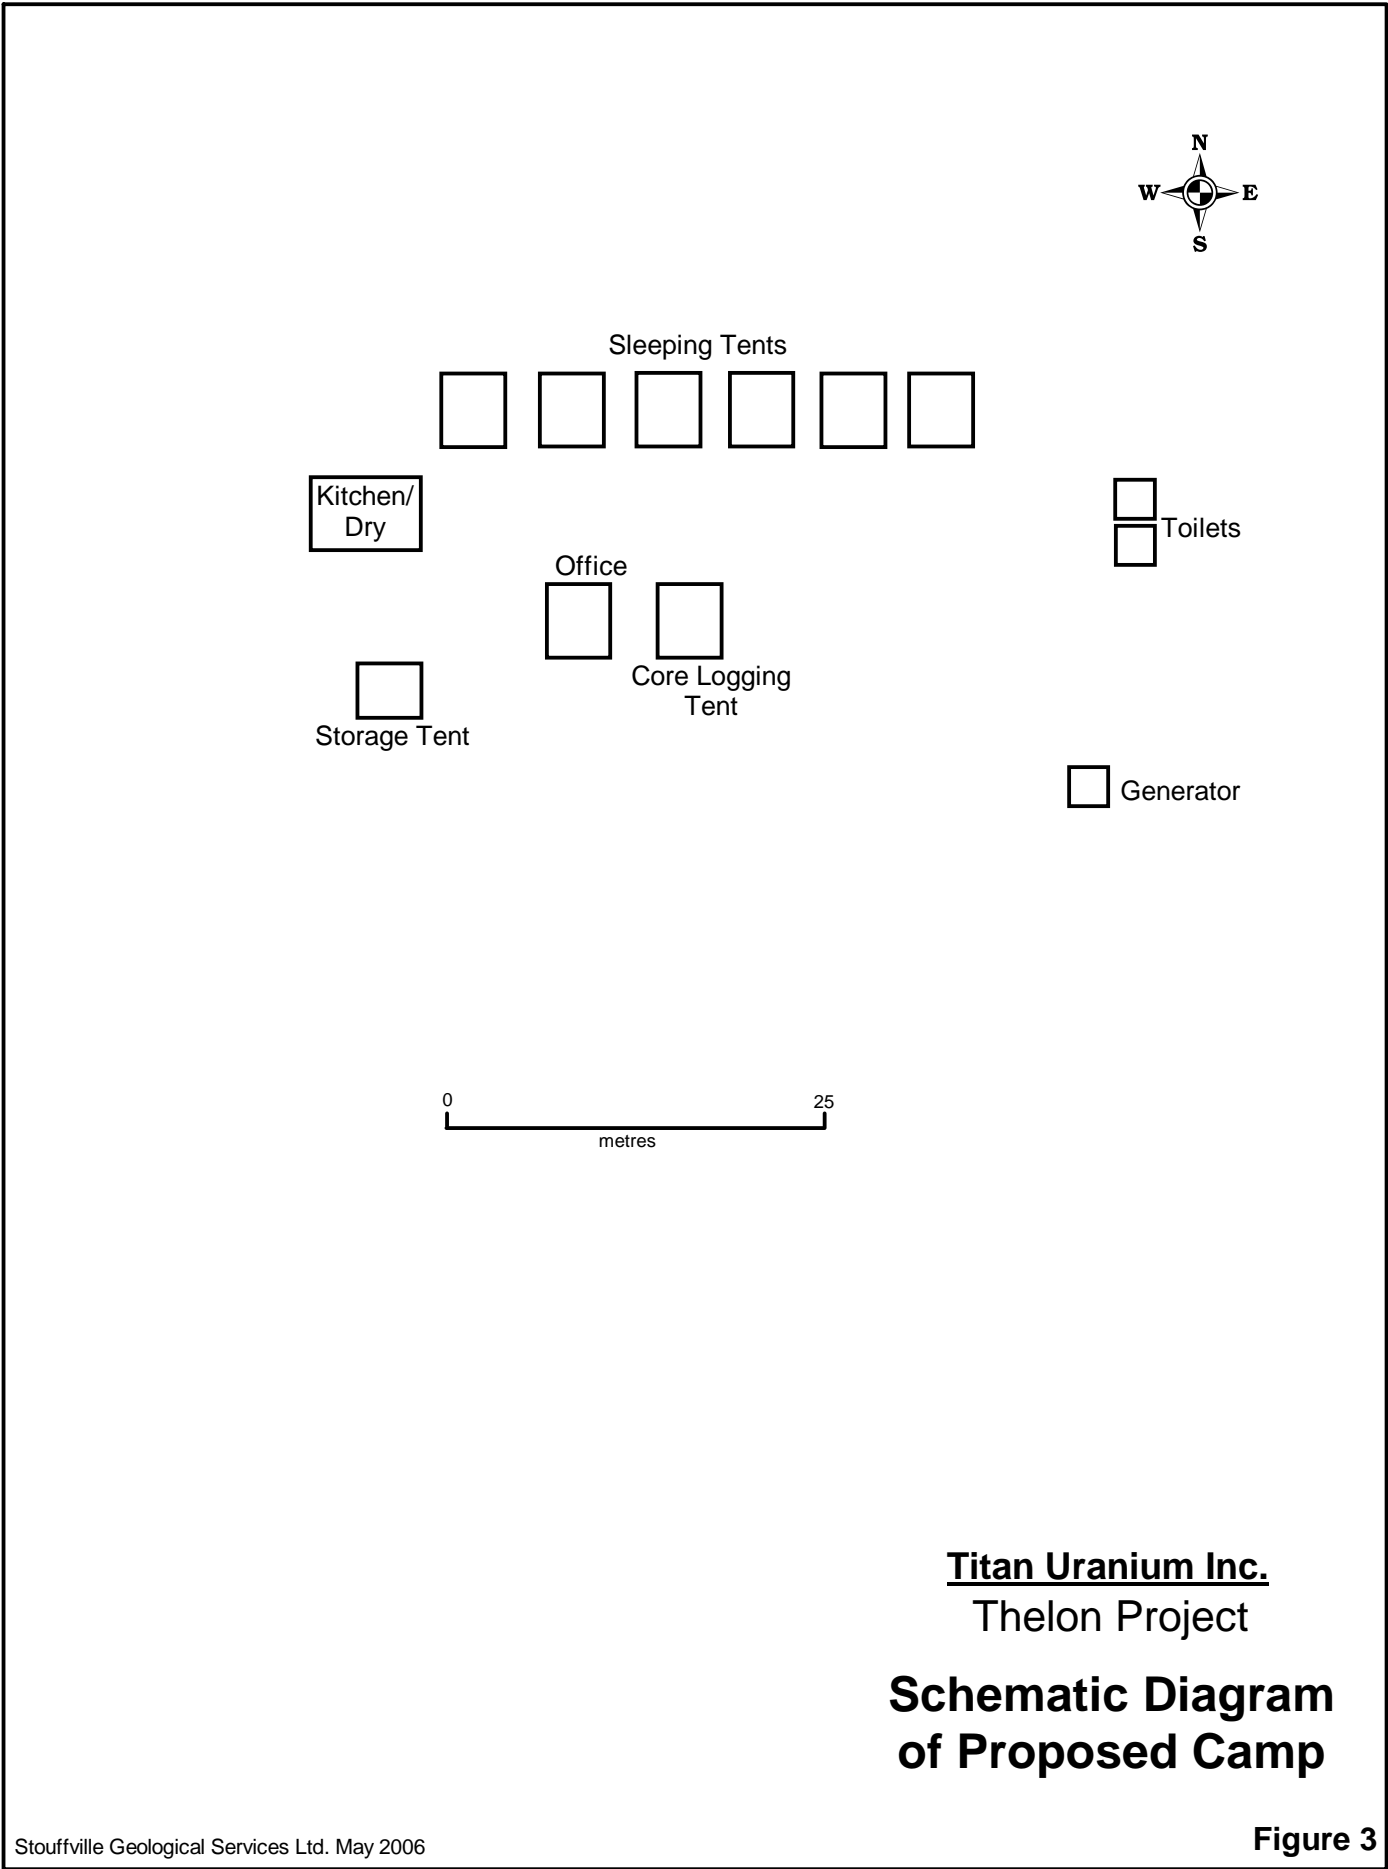 N
W E
S
Sleeping Tents
Kitchen/
Dry
Toilets
Office
Core Logging
Tent
Storage Tent
Generator
0 25
metres
Titan Uranium Inc.
Thelon Project
Schematic Diagram
of Proposed Camp
Stouffville Geological Services Ltd. May 2006
Figure 3